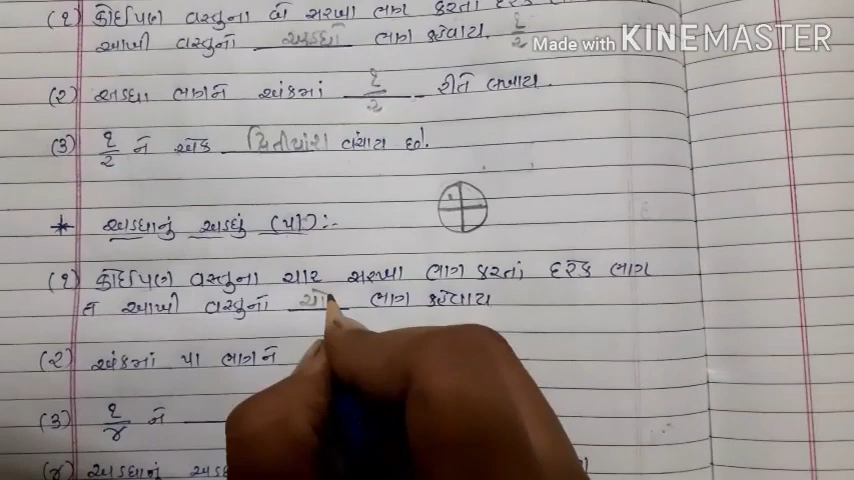 (૧) કોઈપણ વસ્તુના બે સરખા ભાગ કરતા દરેક
આખી વસ્તુનો અડધો ભાગ કહેવાય. ૧/૨
Made with KINEMASTER
(૨) અડધા ભાગને અંકમાં ૧/૨ રીતે લખાય.
(૩) ૧/૨ ને એક દ્વિતીયાંશ વંચાય છે.
* અડધાનું અડધું (પા):-
(૧) કોઈપણ વસ્તુના ચાર સરખા ભાગ કરતાં દરેક ભાગ
ત આખી વસ્તુનો ચો ભાગ કહેવાય
(૨) અંકમાં પા ભાગને
(૩) ૧/૪ ને
(૪) અડધાનું અડ